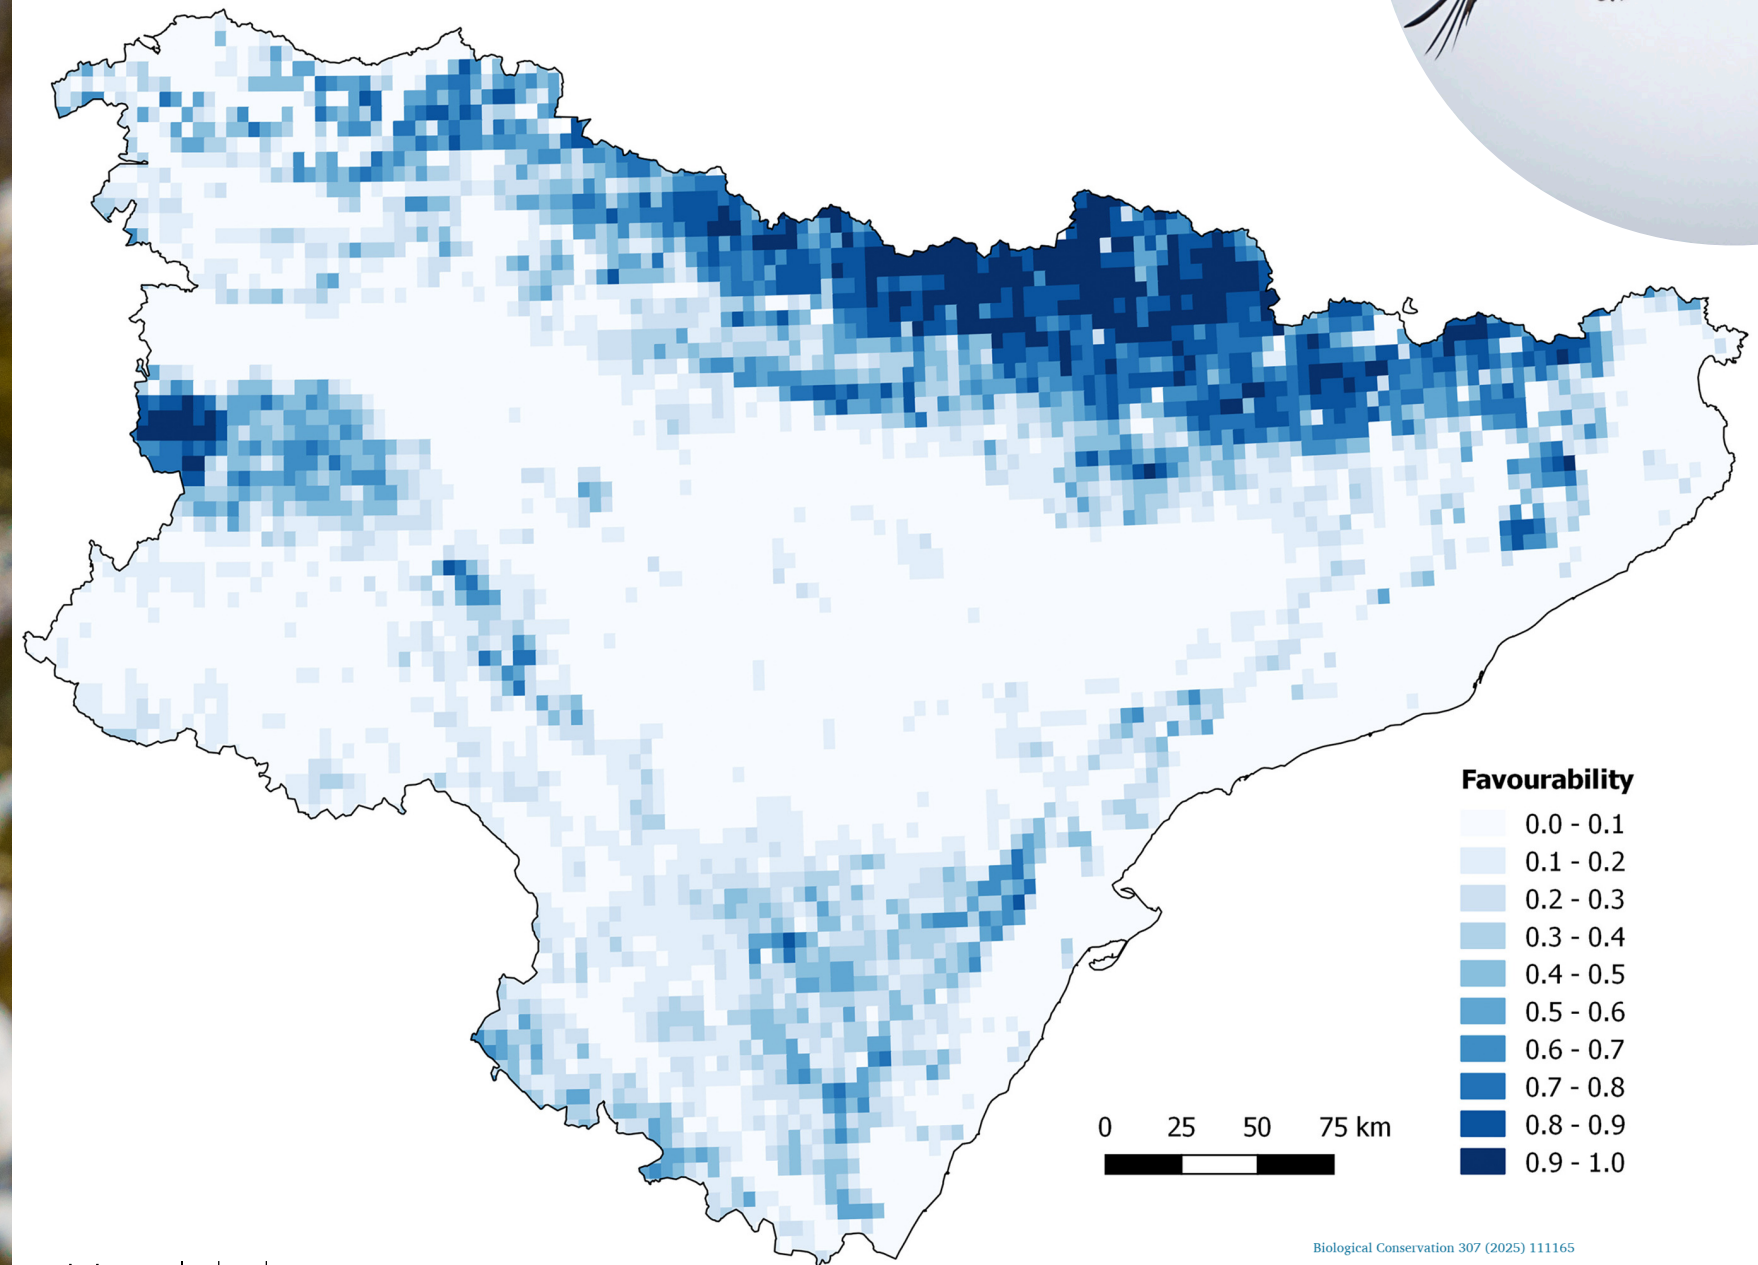 Favourability
0.0 - 0.1
0.1 - 0.2
0.2 - 0.3
0.3 - 0.4
0.4 - 0.5
0.5 - 0.6
0.6 - 0.7
0.7 - 0.8
0.8 - 0.9
0.9 - 1.0
0 25 50 75 km
Biological Conservation 307 (2025) 111165